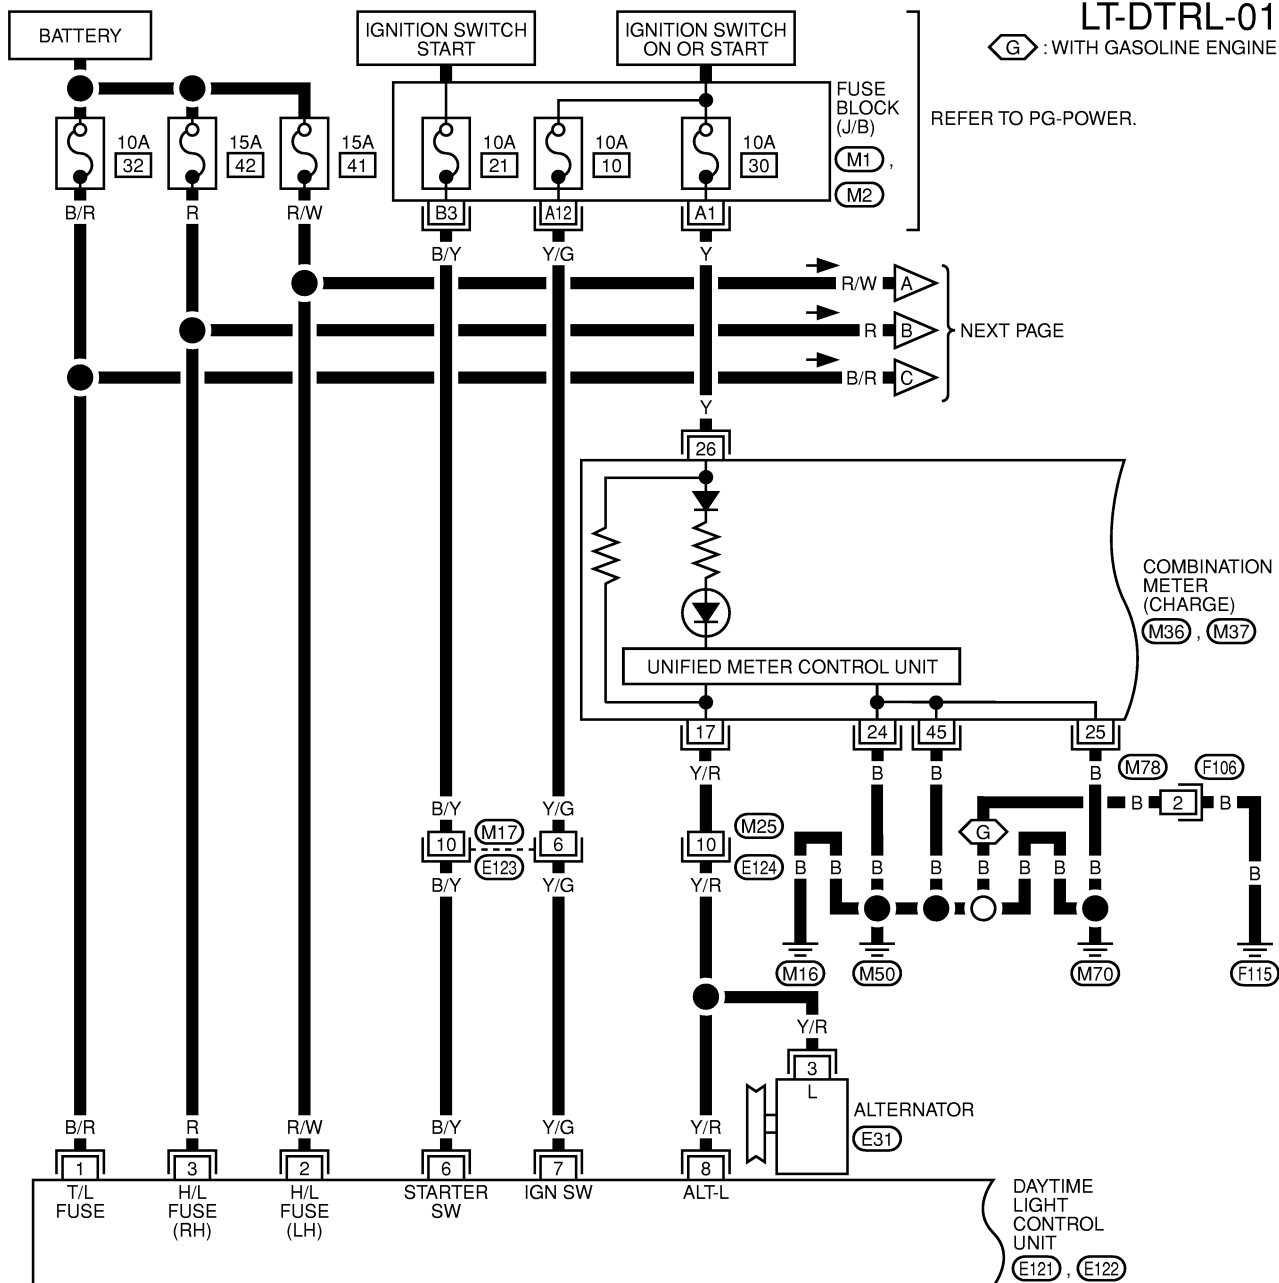 LT-DTRL-01
G : WITH GASOLINE ENGINE
BATTERY
IGNITION SWITCH
START
IGNITION SWITCH
ON OR START
FUSE
BLOCK
(J/B)
M1 ,
M2
REFER TO PG-POWER.
10A
32
15A
42
15A
41
10A
21
10A
10
10A
30
B/R
R
R/W
B3
A12
A1
B/Y
Y/G
Y
R/W
A
R
B
B/R
C
NEXT PAGE
Y
26
COMBINATION
METER
(CHARGE)
M36 , M37
UNIFIED METER CONTROL UNIT
17
24
45
25
Y/R
B
B
B
M78
F106
B
2
B
B/Y
Y/G
10
M17
E123
6
B/Y
Y/G
10
M25
E124
Y/R
G
B
B
B
B
B
B
B
B
B
M16
M50
M70
F115
Y/R
3
L
ALTERNATOR
E31
B/R
R
R/W
B/Y
Y/G
Y/R
1
3
2
6
7
8
T/L
FUSE
H/L
FUSE
(RH)
H/L
FUSE
(LH)
STARTER
SW
IGN SW
ALT-L
DAYTIME
LIGHT
CONTROL
UNIT
E121 , E122